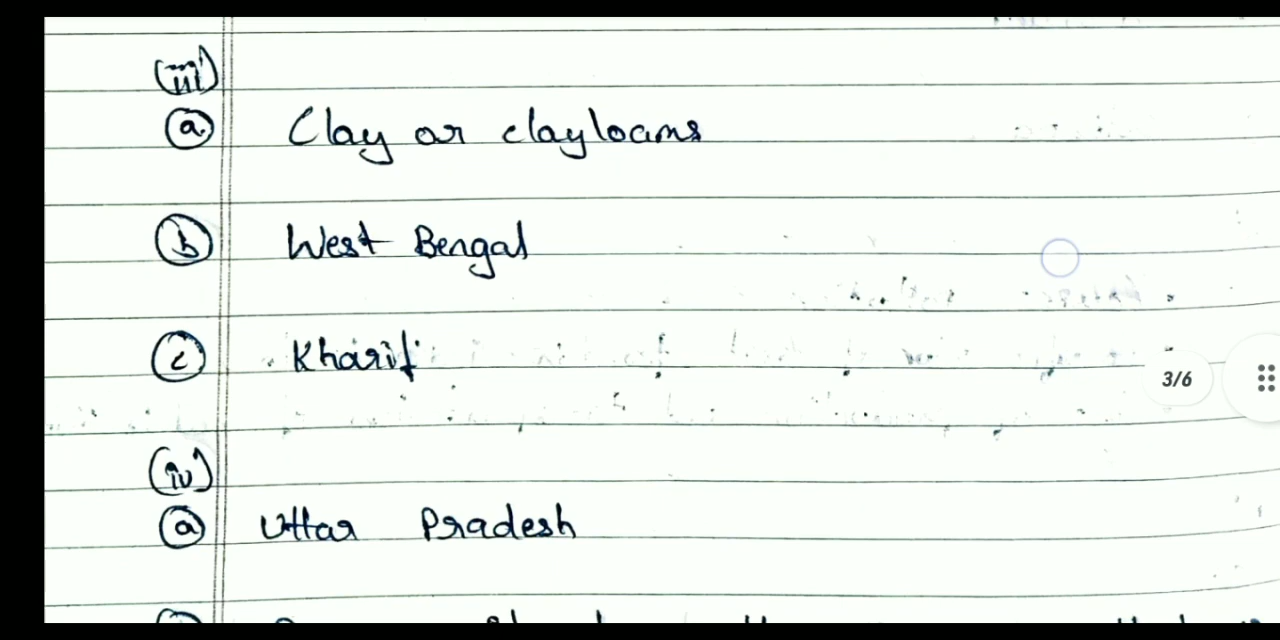 (iii)
(a) Clay or clayloams
(b) West Bengal
(c) Kharif
3/6
(iv)
(a) Uttar Pradesh